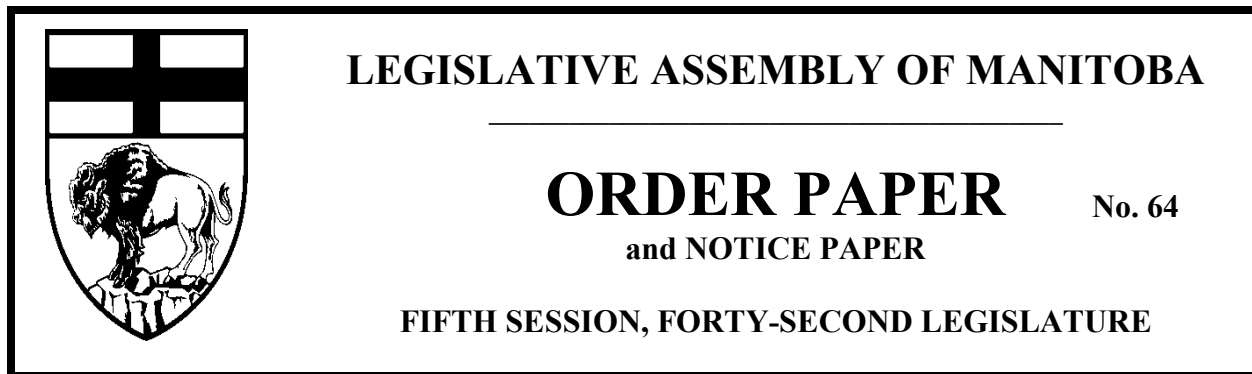 LEGISLATIVE ASSEMBLY OF MANITOBA
ORDER PAPER No. 64
and NOTICE PAPER
FIFTH SESSION, FORTY-SECOND LEGISLATURE